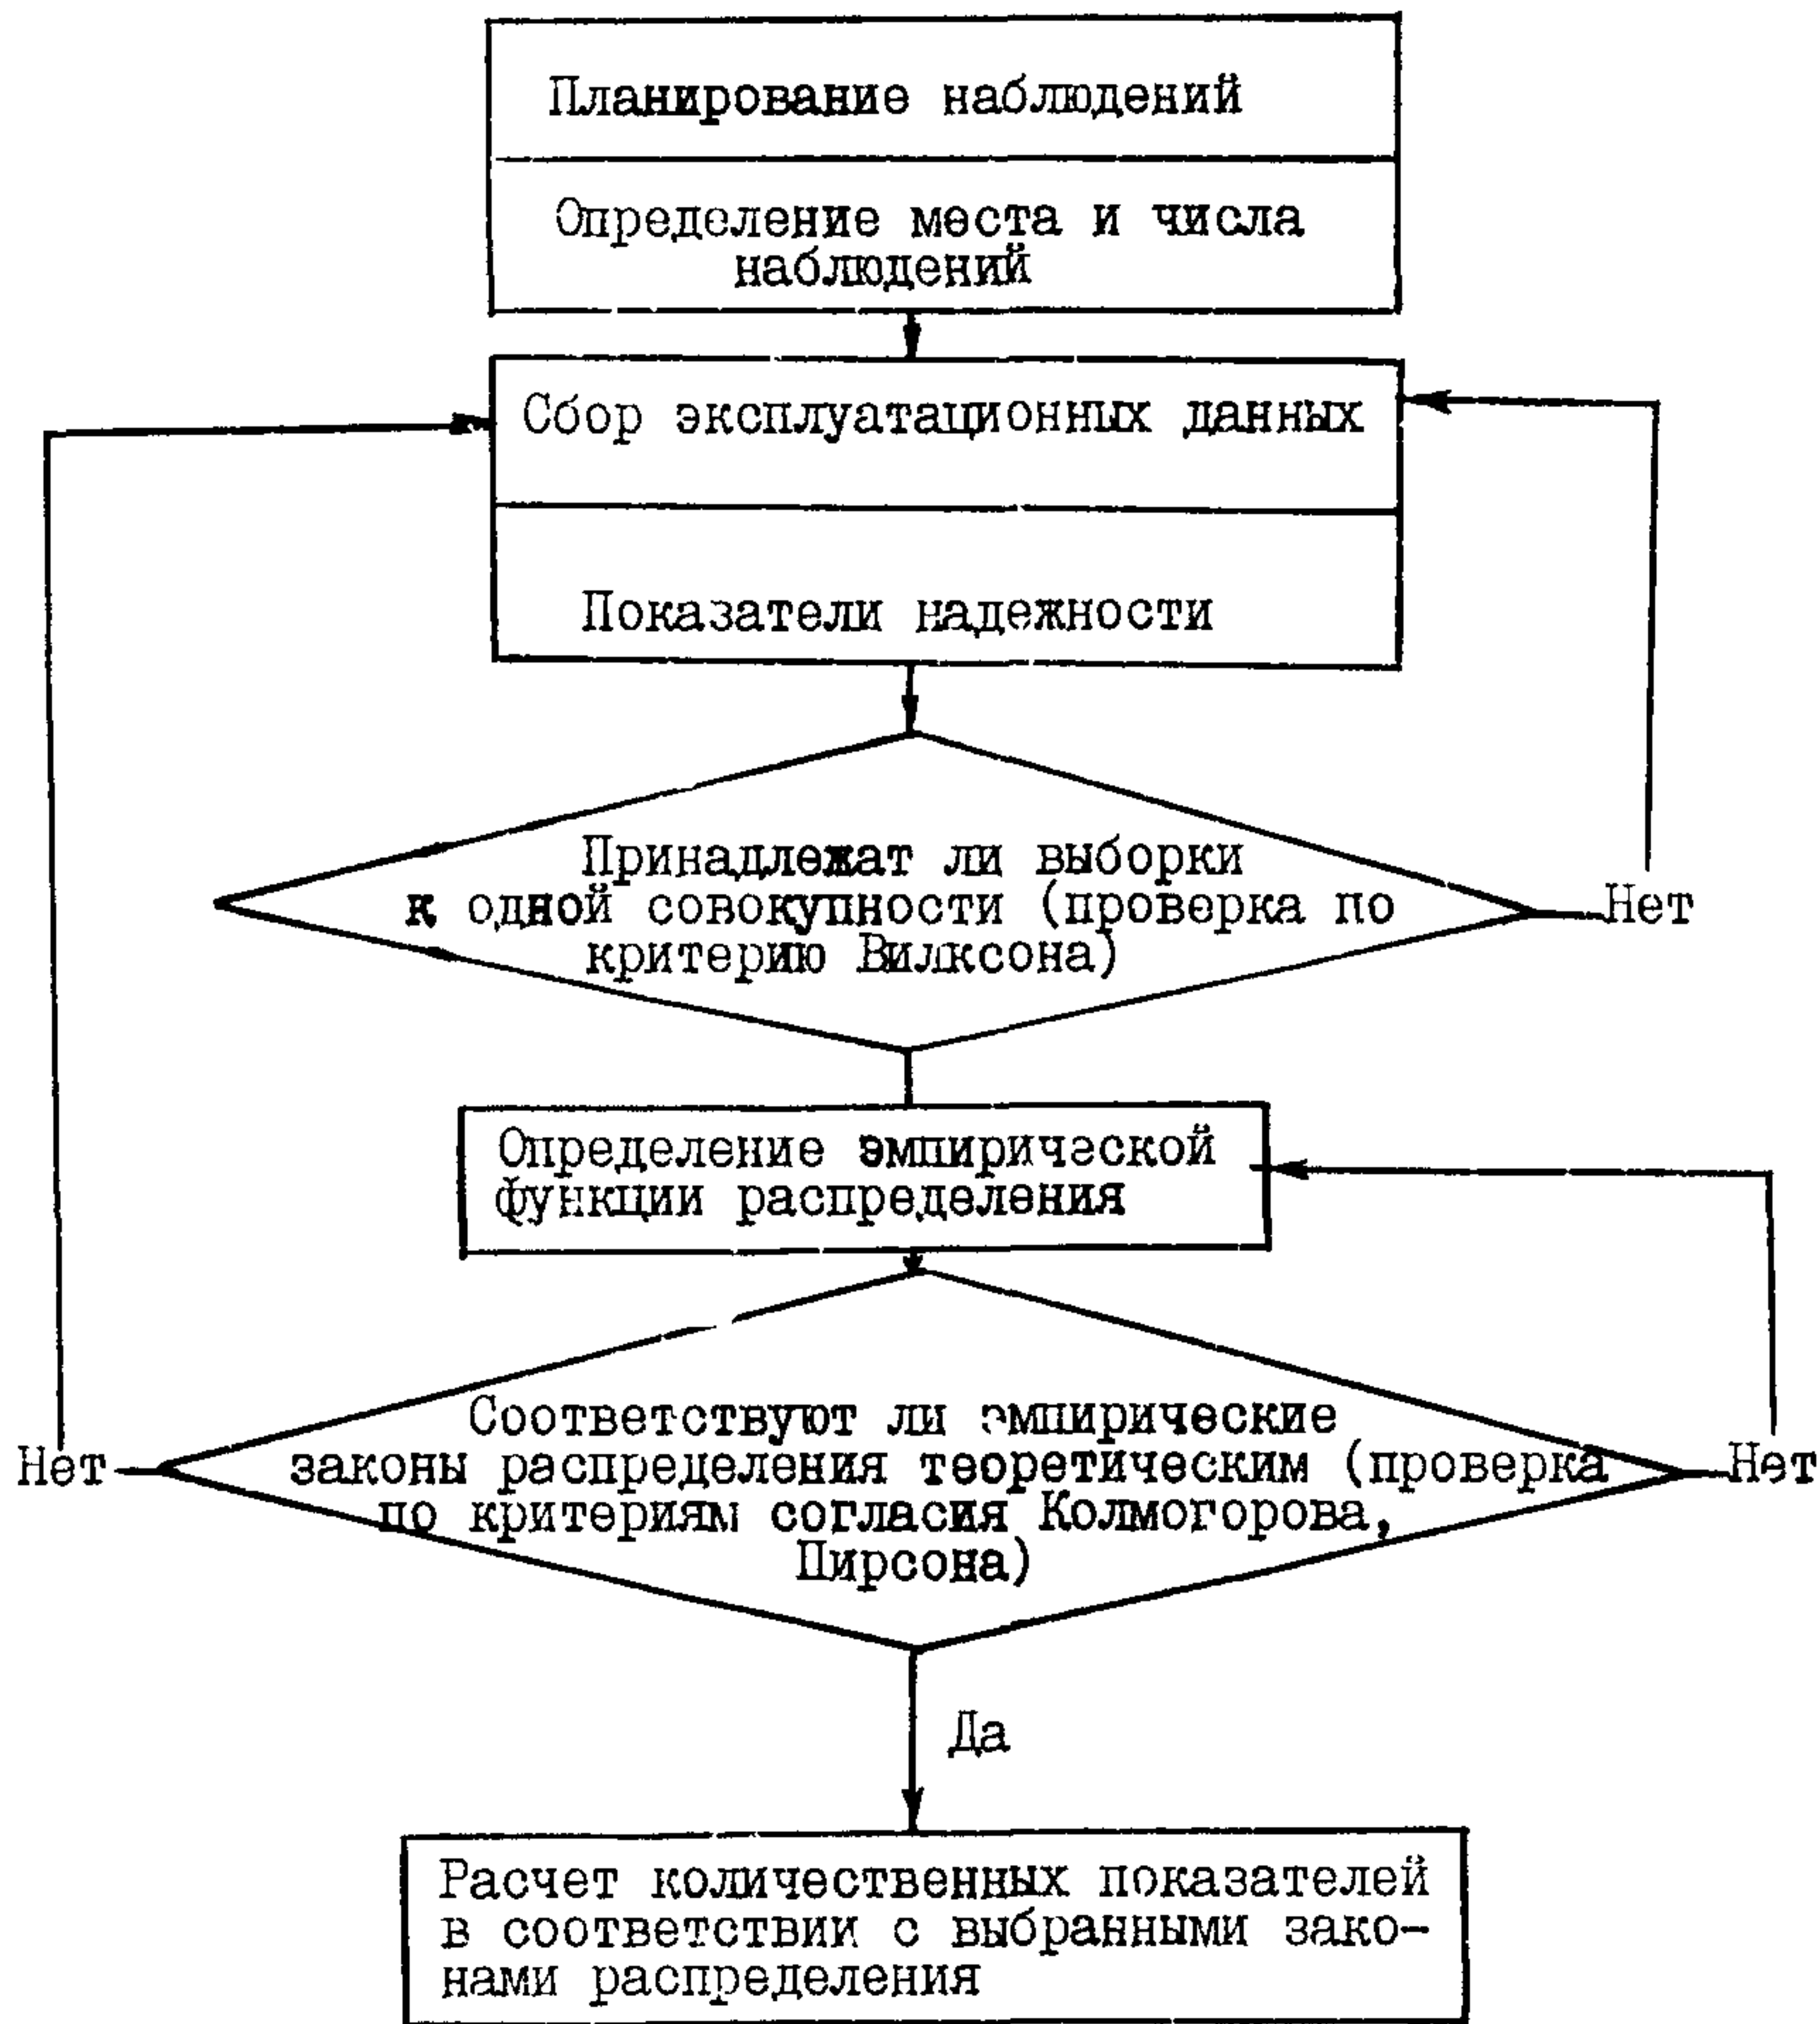 Планирование наблюдений
Определение места и числа
наблюдений
Сбор эксплуатационных данных
Показатели надежности
Принадлежат ли выборки
к одной совокупности (проверка по
критерию Вилксона)
Нет
Определение эмпирической
функции распределения
Соответствуют ли эмпирические
законы распределения теоретическим (проверка
по критериям согласия Колмогорова,
Пирсона)
Нет
Нет
Да
Расчет количественных показателей
в соответствии с выбранными зако-
нами распределения